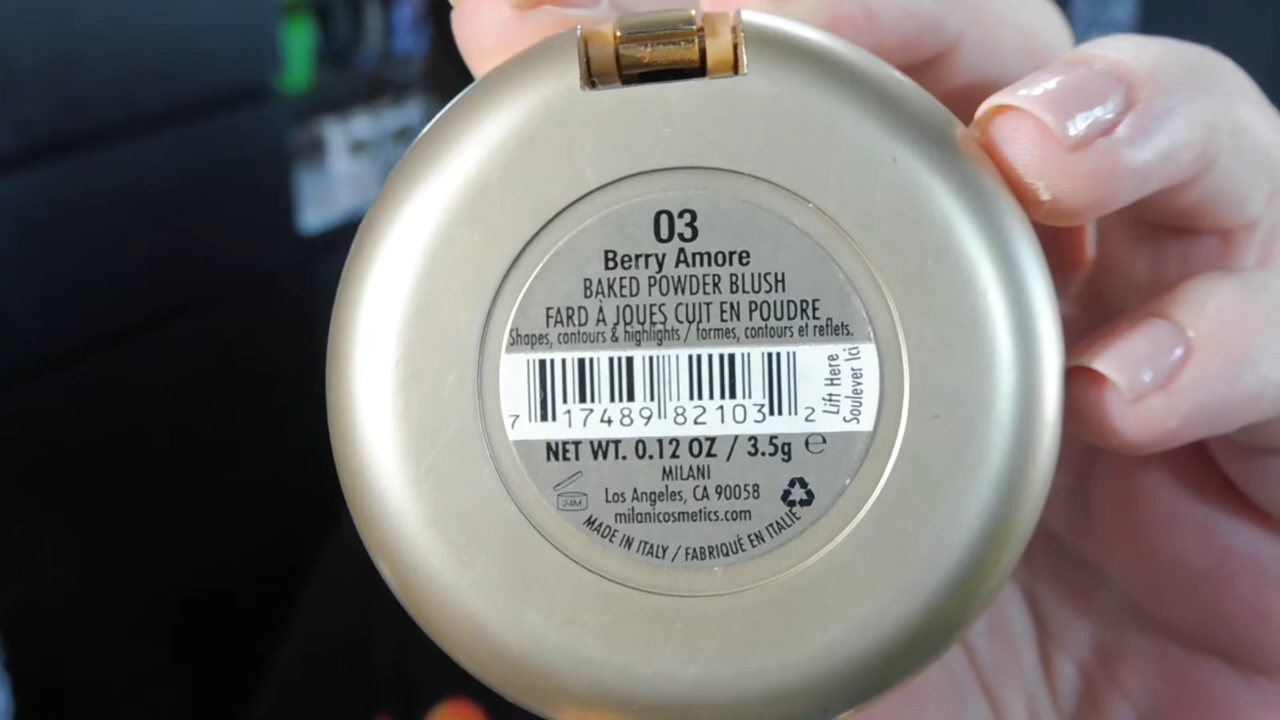 03
Berry Amore
BAKED POWDER BLUSH
FARD À JOUES CUIT EN POUDRE
Shapes, contours & highlights / formes, contours et reflets.
Lift Here
Soulever Ici
7 17489 82103 2
NET WT. 0.12 OZ / 3.5g ℮
MILANI
24M
Los Angeles, CA 90058
milanicosmetics.com
MADE IN ITALY / FABRIQUÉ EN ITALIE